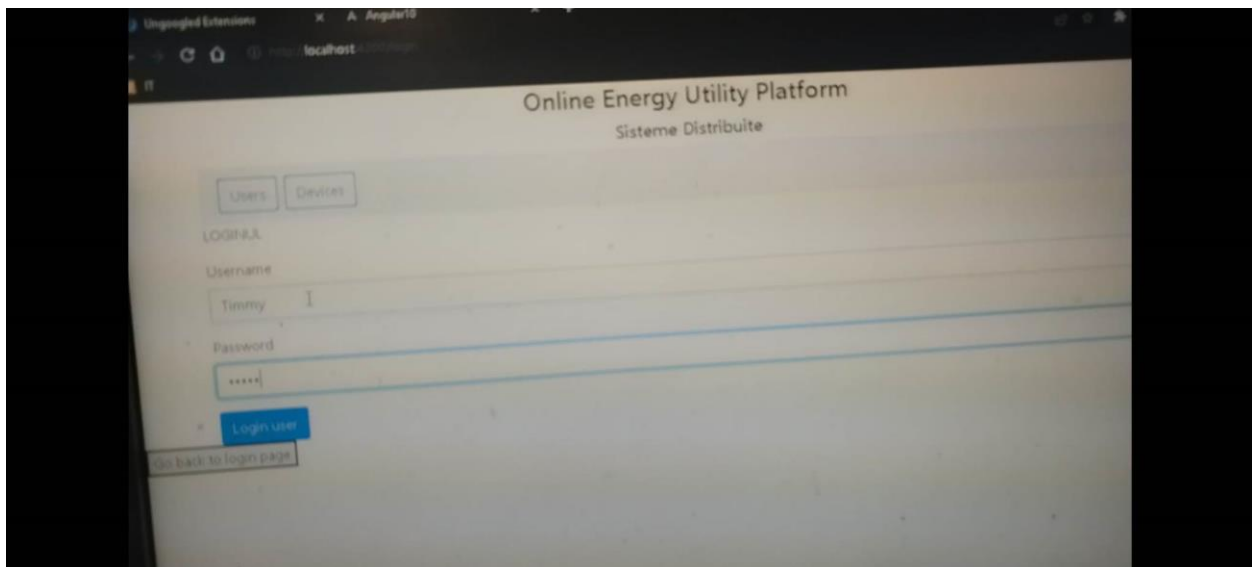 Ungoogled Extensions Angular10
localhost
IT
Online Energy Utility Platform
Sisteme Distribuite
Users Devices
LOGINUL
Username
Timmy
Password
•••••
Login user
Go back to login page